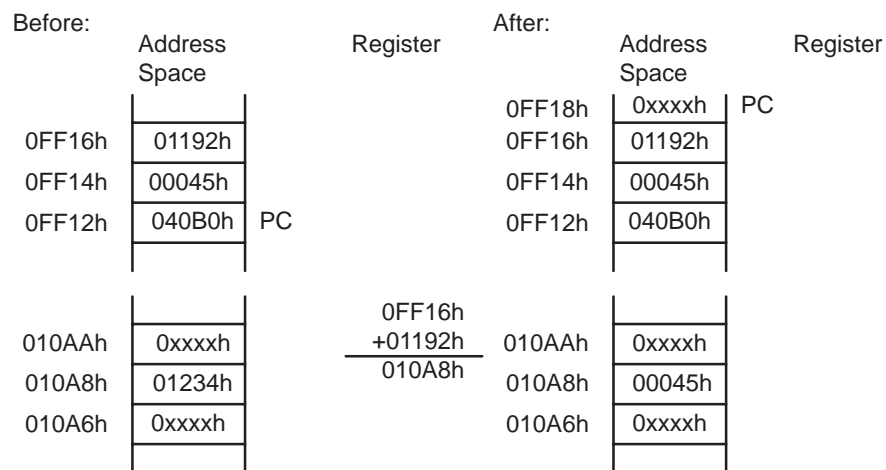 Before:
Address Space
Register
0FF16h 01192h
0FF14h 00045h
0FF12h 040B0h PC
010AAh 0xxxxh
010A8h 01234h
010A6h 0xxxxh
0FF16h
+01192h
010A8h
After:
Address Space
Register
0FF18h 0xxxxh PC
0FF16h 01192h
0FF14h 00045h
0FF12h 040B0h
010AAh 0xxxxh
010A8h 00045h
010A6h 0xxxxh